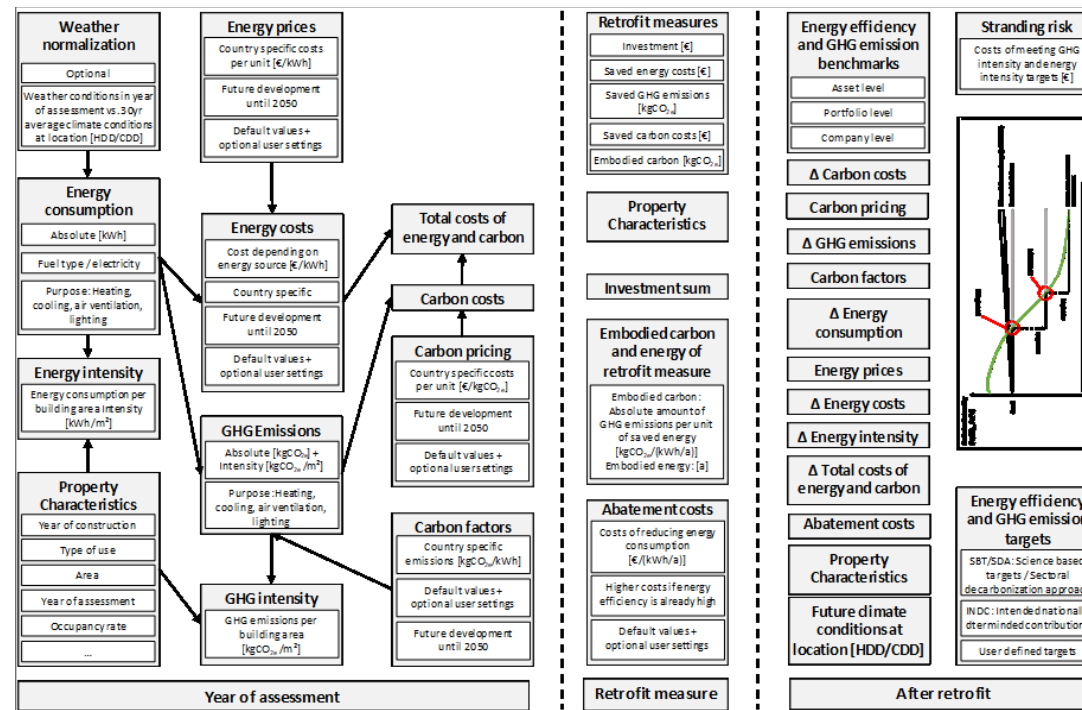 Weather
normalization
Optional
Weather conditions in year
of assessment vs. 30yr
average climate conditions
at location [HDD/CDD]
Energy
consumption
Absolute [kWh]
Fuel type / electricity
Purpose: Heating,
cooling, air ventilation,
lighting
Energy intensity
Energy consumption per
building area Intensity
[kWh/m²]
Property
Characteristics
Year of construction
Type of use
Area
Year of assessment
Occupancy rate
...
Energy prices
Country specific costs
per unit [€/kWh]
Future development
until 2050
Default values +
optional user settings
Energy costs
Cost depending on
energy source [€/kWh]
Country specific
Future development
until 2050
Default values +
optional user settings
GHG Emissions
Absolute [kgCO₂ₑ] +
Intensity [kgCO₂ₑ/m²]
Purpose: Heating,
cooling, air ventilation,
lighting
GHG intensity
GHG emissions per
building area
[kgCO₂ₑ/m²]
Total costs of
energy and carbon
Carbon costs
Carbon pricing
Country specific costs
per unit [€/kgCO₂ₑ]
Future development
until 2050
Default values +
optional user settings
Carbon factors
Country specific
emissions [kgCO₂ₑ/kWh]
Default values +
optional user settings
Future development
until 2050
Year of assessment
Retrofit measures
Investment [€]
Saved energy costs [€]
Saved GHG emissions
[kgCO₂ₑ]
Saved carbon costs [€]
Embodied carbon [kgCO₂ₑ]
Property
Characteristics
Investment sum
Embodied carbon
and energy of
retrofit measure
Embodied carbon:
Absolute amount of
GHG emissions per unit
of saved energy
[kgCO₂ₑ/(kWh/a)]
Embodied energy: [a]
Abatement costs
Costs of reducing energy
consumption
[€/(kWh/a)]
Higher costs if energy
efficiency is already high
Default values +
optional user settings
Retrofit measure
Energy efficiency
and GHG emission
benchmarks
Asset level
Portfolio level
Company level
Δ Carbon costs
Carbon pricing
Δ GHG emissions
Carbon factors
Δ Energy
consumption
Energy prices
Δ Energy costs
Δ Energy intensity
Δ Total costs of
energy and carbon
Abatement costs
Property
Characteristics
Future climate
conditions at
location [HDD/CDD]
Stranding risk
Costs of meeting GHG
intensity and energy
intensity targets [€]
Energy efficiency
and GHG emission
targets
SBT/SDA: Science based
targets / Sectoral
decarbonization approach
INDC: Intended nationally
dterminded contributions
User defined targets
After retrofit